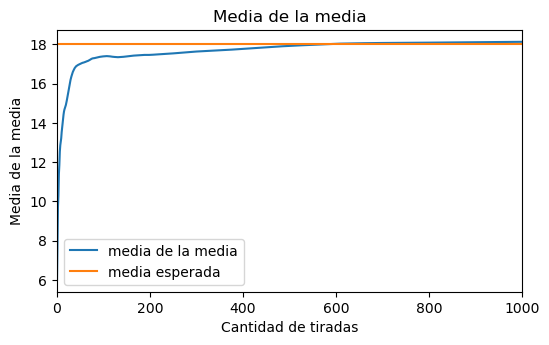 Media de la media
Media de la media
18
16
14
12
10
8
6
media de la media
media esperada
0 200 400 600 800 1000
Cantidad de tiradas